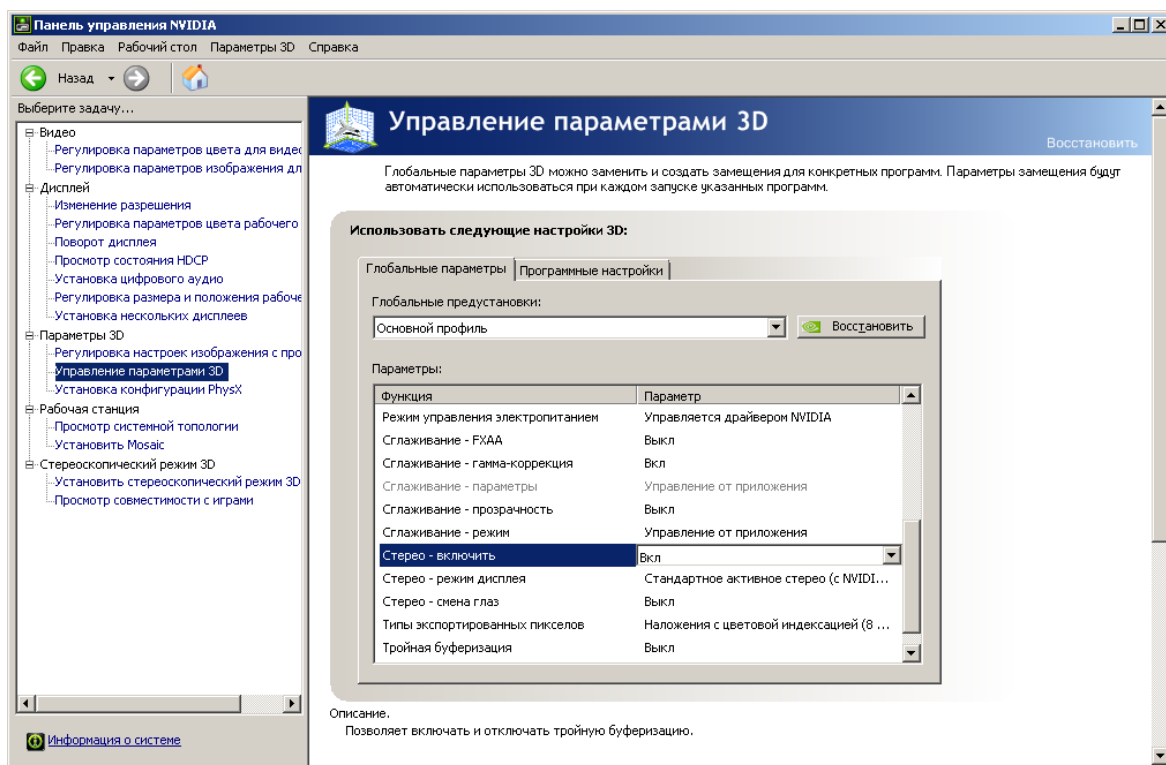 Панель управления NVIDIA
Файл Правка Рабочий стол Параметры 3D Справка
Назад
Выберите задачу...
Видео
Регулировка параметров цвета для видео
Регулировка параметров изображения дл
Дисплей
Изменение разрешения
Регулировка параметров цвета рабочего
Поворот дисплея
Просмотр состояния HDCP
Установка цифрового аудио
Регулировка размера и положения рабоче
Установка нескольких дисплеев
Параметры 3D
Регулировка настроек изображения с про
Управление параметрами 3D
Установка конфигурации PhysX
Рабочая станция
Просмотр системной топологии
Установить Mosaic
Стереоскопический режим 3D
Установить стереоскопический режим 3D
Просмотр совместимости с играми
Информация о системе
Управление параметрами 3D
Восстановить
Глобальные параметры 3D можно заменить и создать замещения для конкретных программ. Параметры замещения будут
автоматически использоваться при каждом запуске указанных программ.
Использовать следующие настройки 3D:
Глобальные параметры Программные настройки
Глобальные предустановки:
Основной профиль Восстановить
Параметры:
Функция Параметр
Режим управления электропитанием Управляется драйвером NVIDIA
Сглаживание - FXAA Выкл
Сглаживание - гамма-коррекция Вкл
Сглаживание - параметры Управление от приложения
Сглаживание - прозрачность Выкл
Сглаживание - режим Управление от приложения
Стерео - включить Вкл
Стерео - режим дисплея Стандартное активное стерео (с NVIDI...
Стерео - смена глаз Выкл
Типы экспортированных пикселов Наложения с цветовой индексацией (8 ...
Тройная буферизация Выкл
Описание.
Позволяет включать и отключать тройную буферизацию.